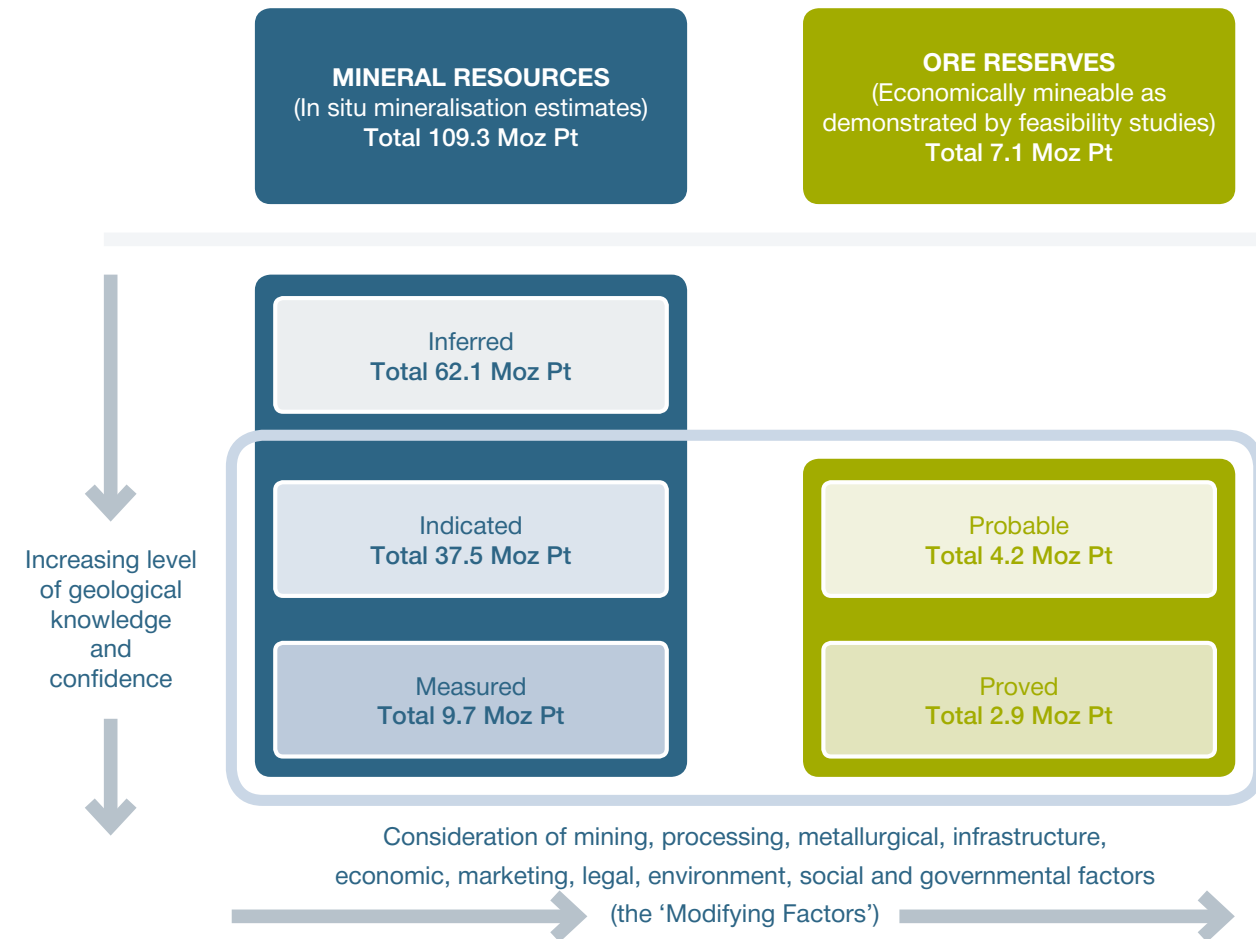 MINERAL RESOURCES
(In situ mineralisation estimates)
Total 109.3 Moz Pt
ORE RESERVES
(Economically mineable as
demonstrated by feasibility studies)
Total 7.1 Moz Pt
Inferred
Total 62.1 Moz Pt
Indicated
Total 37.5 Moz Pt
Probable
Total 4.2 Moz Pt
Increasing level
of geological
knowledge
and
confidence
Measured
Total 9.7 Moz Pt
Proved
Total 2.9 Moz Pt
Consideration of mining, processing, metallurgical, infrastructure,
economic, marketing, legal, environment, social and governmental factors
(the ‘Modifying Factors’)